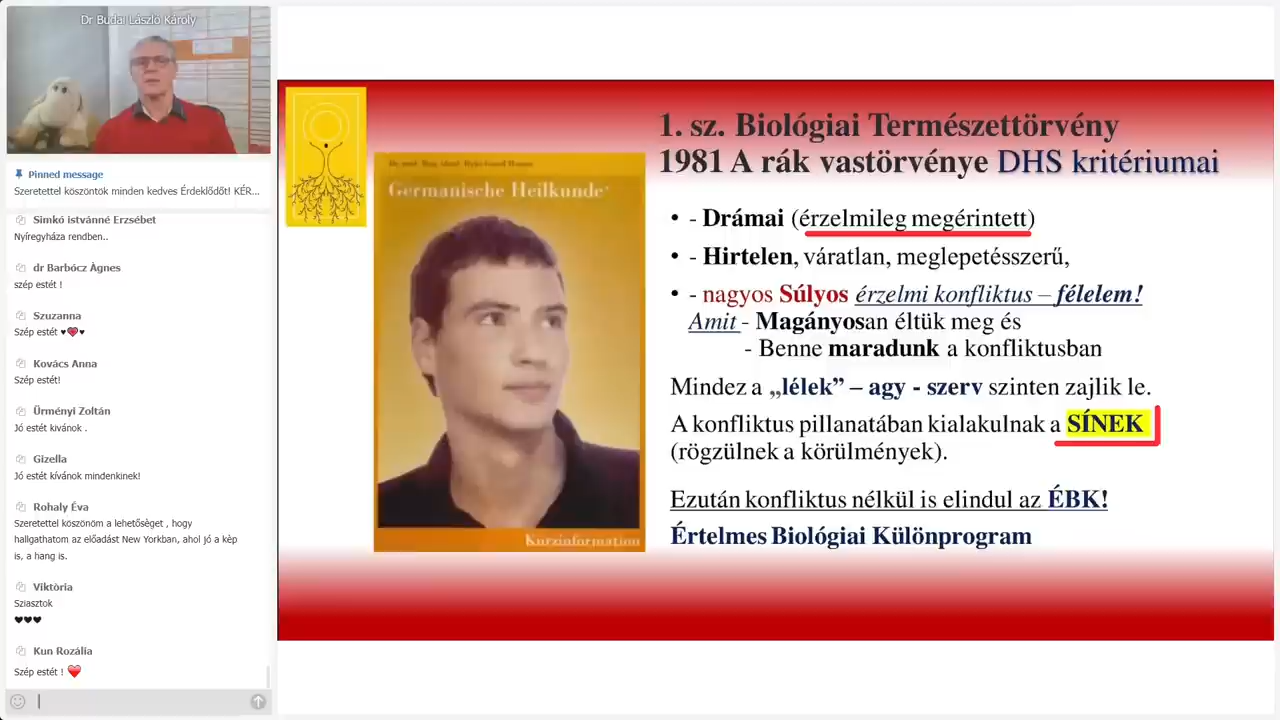 Dr Budai László Károly
Pinned message
Szeretettel köszöntök minden kedves Érdeklődőt! KÉR...
Simkó istvánné Erzsébet
Nyíregyháza rendben..
dr Barbócz Ágnes
szép estét !
Szuzanna
Szép estét ♥💓♥
Kovács Anna
Szép estét!
Ürményi Zoltán
Jó estét kivánok .
Gizella
Jó estét kívánok mindenkinek!
Rohaly Éva
Szeretettel köszönöm a lehetősèget , hogy
hallgathatom az előadást New Yorkban, ahol jó a kèp
is, a hang is.
Viktòria
Sziasztok
♥♥♥
Kun Rozália
Szép estét ! ❤️
Germanische Heilkunde®
Kurzinformation
1. sz. Biológiai Természettörvény
1981 A rák vastörvénye DHS kritériumai
• - Drámai (érzelmileg megérintett)
• - Hirtelen, váratlan, meglepetésszerű,
• - nagyos Súlyos érzelmi konfliktus – félelem!
Amit - Magányosan éltük meg és
- Benne maradunk a konfliktusban
Mindez a „lélek” – agy - szerv szinten zajlik le.
A konfliktus pillanatában kialakulnak a SÍNEK
(rögzülnek a körülmények).
Ezután konfliktus nélkül is elindul az ÉBK!
Értelmes Biológiai Különprogram